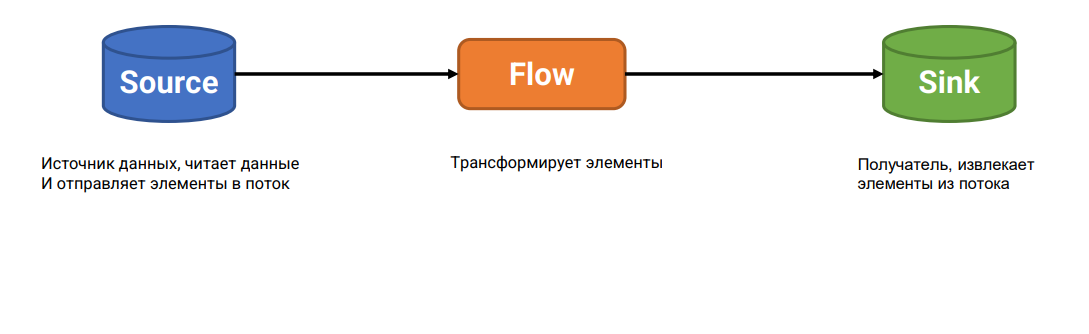 Source
Flow
Sink
Источник данных, читает данные
И отправляет элементы в поток
Трансформирует элементы
Получатель, извлекает
элементы из потока